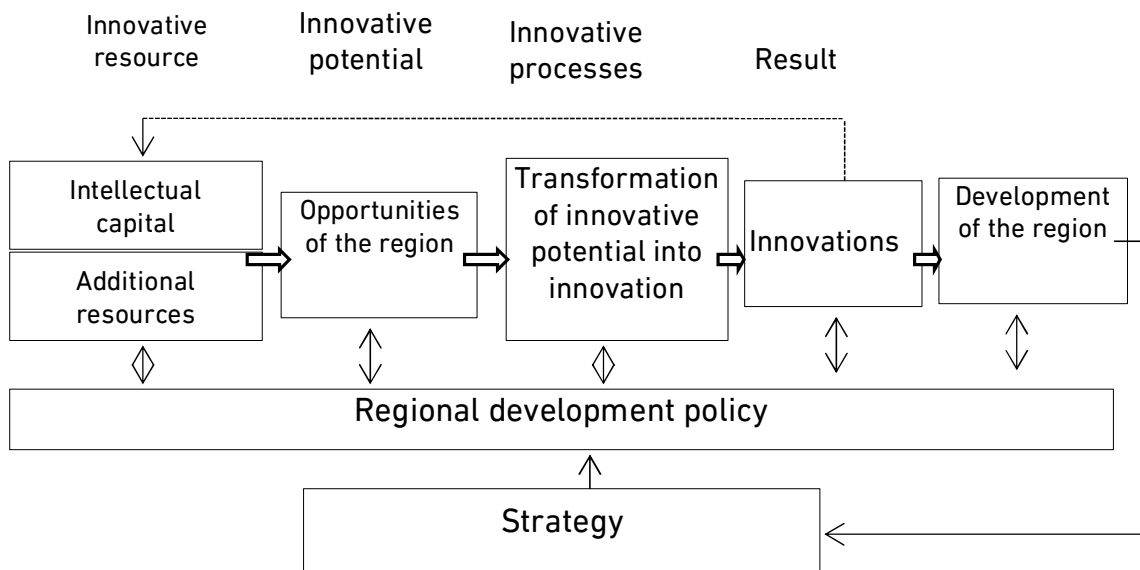 Innovative
resource
Innovative
potential
Innovative
processes
Result
Intellectual
capital
Additional
resources
Opportunities
of the region
Transformation
of innovative
potential into
innovation
Innovations
Development
of the region
Regional development policy
Strategy